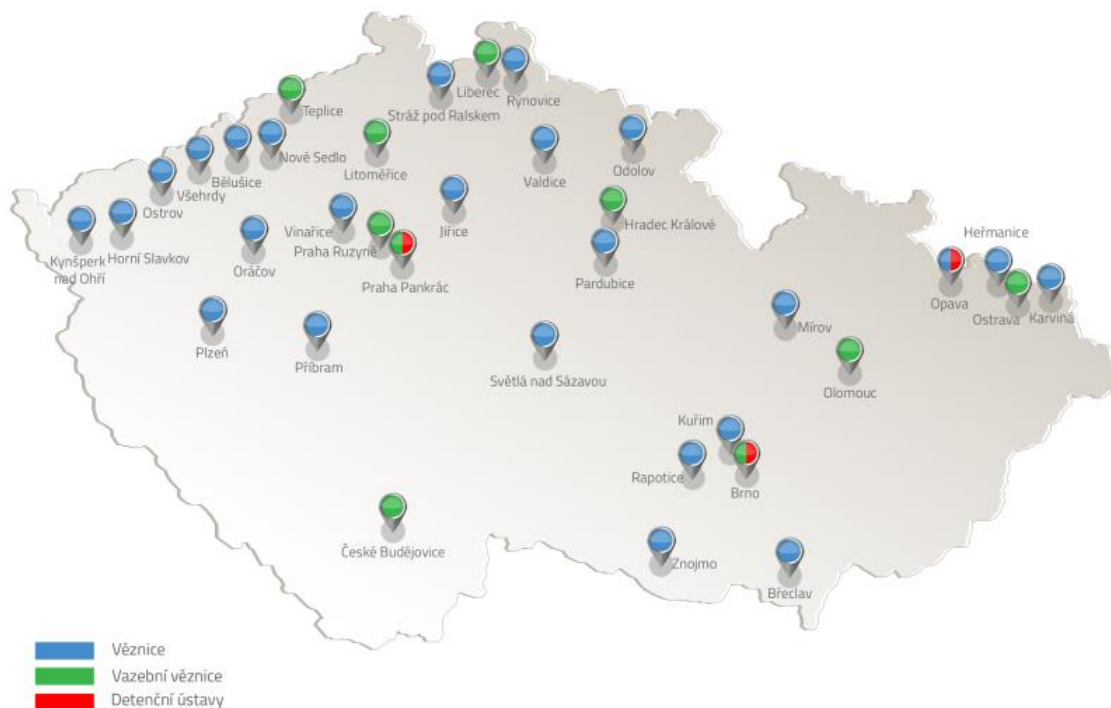 Teplice
Liberec
Rynovice
Stráž pod Ralskem
Nové Sedlo
Litoměřice
Bělušice
Všehrdy
Ostrov
Valdice
Odolov
Kynšperk
nad Ohří
Horní Slavkov
Vinařice
Praha Ruzyně
Jiřice
Hradec Králové
Oráčov
Praha Pankrác
Pardubice
Heřmanice
Opava
Ostrava
Karviná
Mírov
Plzeň
Příbram
Světlá nad Sázavou
Olomouc
Kuřim
Rapotice
Brno
České Budějovice
Znojmo
Břeclav
Věznice
Vazební věznice
Detenční ústavy